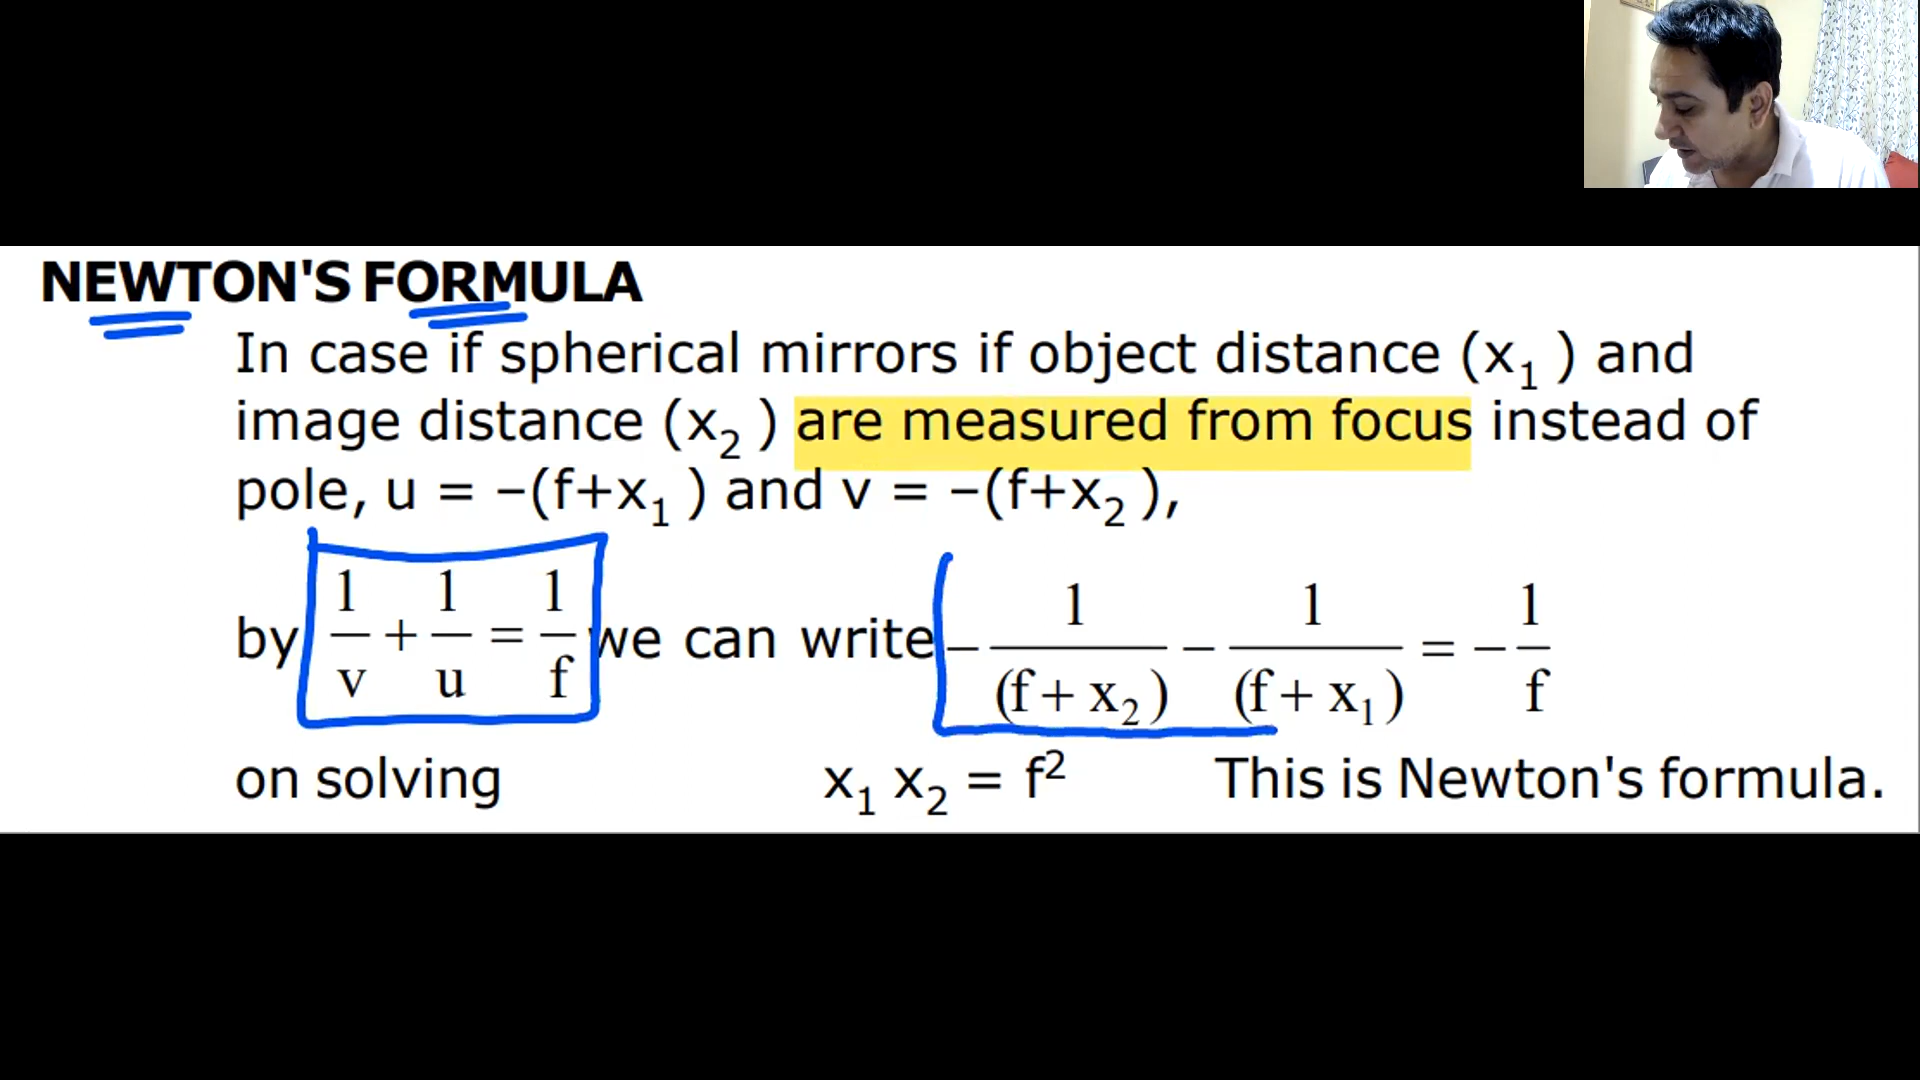 NEWTON'S FORMULA
In case if spherical mirrors if object distance (x₁ ) and
image distance (x₂ ) are measured from focus instead of
pole, u = –(f+x₁ ) and v = –(f+x₂ ),
by 1/v + 1/u = 1/f we can write – 1/(f + x₂) – 1/(f + x₁) = – 1/f
on solving x₁ x₂ = f² This is Newton's formula.